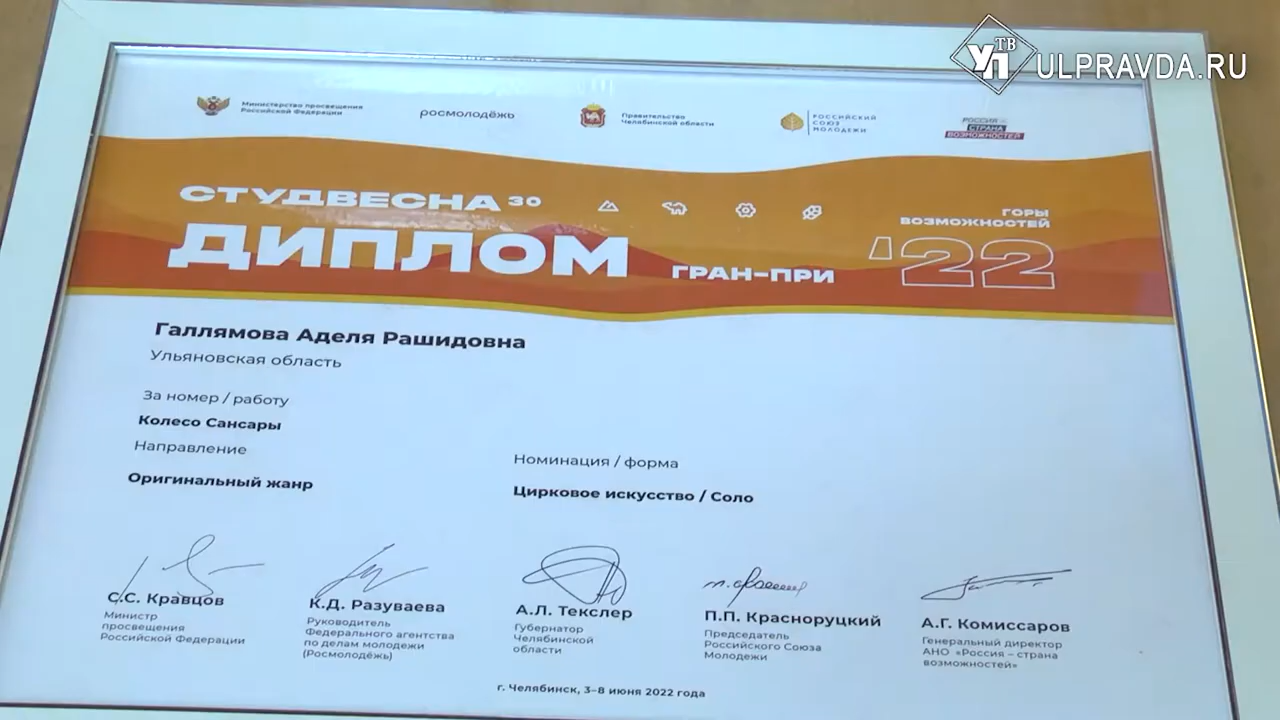 УП ТВ ULPRAVDA.RU
Министерство просвещения
Российской Федерации
росмолодёжь
Правительство
Челябинской области
РОССИЙСКИЙ
СОЮЗ
МОЛОДЕЖИ
РОССИЯ –
СТРАНА
ВОЗМОЖНОСТЕЙ
СТУДВЕСНА 30
ДИПЛОМ
ГРАН-ПРИ
ГОРЫ
ВОЗМОЖНОСТЕЙ
'22
Галлямова Аделя Рашидовна
Ульяновская область
За номер / работу
Колесо Сансары
Направление
Оригинальный жанр
Номинация / форма
Цирковое искусство / Соло
С.С. Кравцов
Министр
просвещения
Российской Федерации
К.Д. Разуваева
Руководитель
Федерального агентства
по делам молодежи
(Росмолодёжь)
А.Л. Текслер
Губернатор
Челябинской
области
П.П. Красноруцкий
Председатель
Российского Союза
Молодежи
А.Г. Комиссаров
Генеральный директор
АНО «Россия – страна
возможностей»
г. Челябинск, 3–8 июня 2022 года